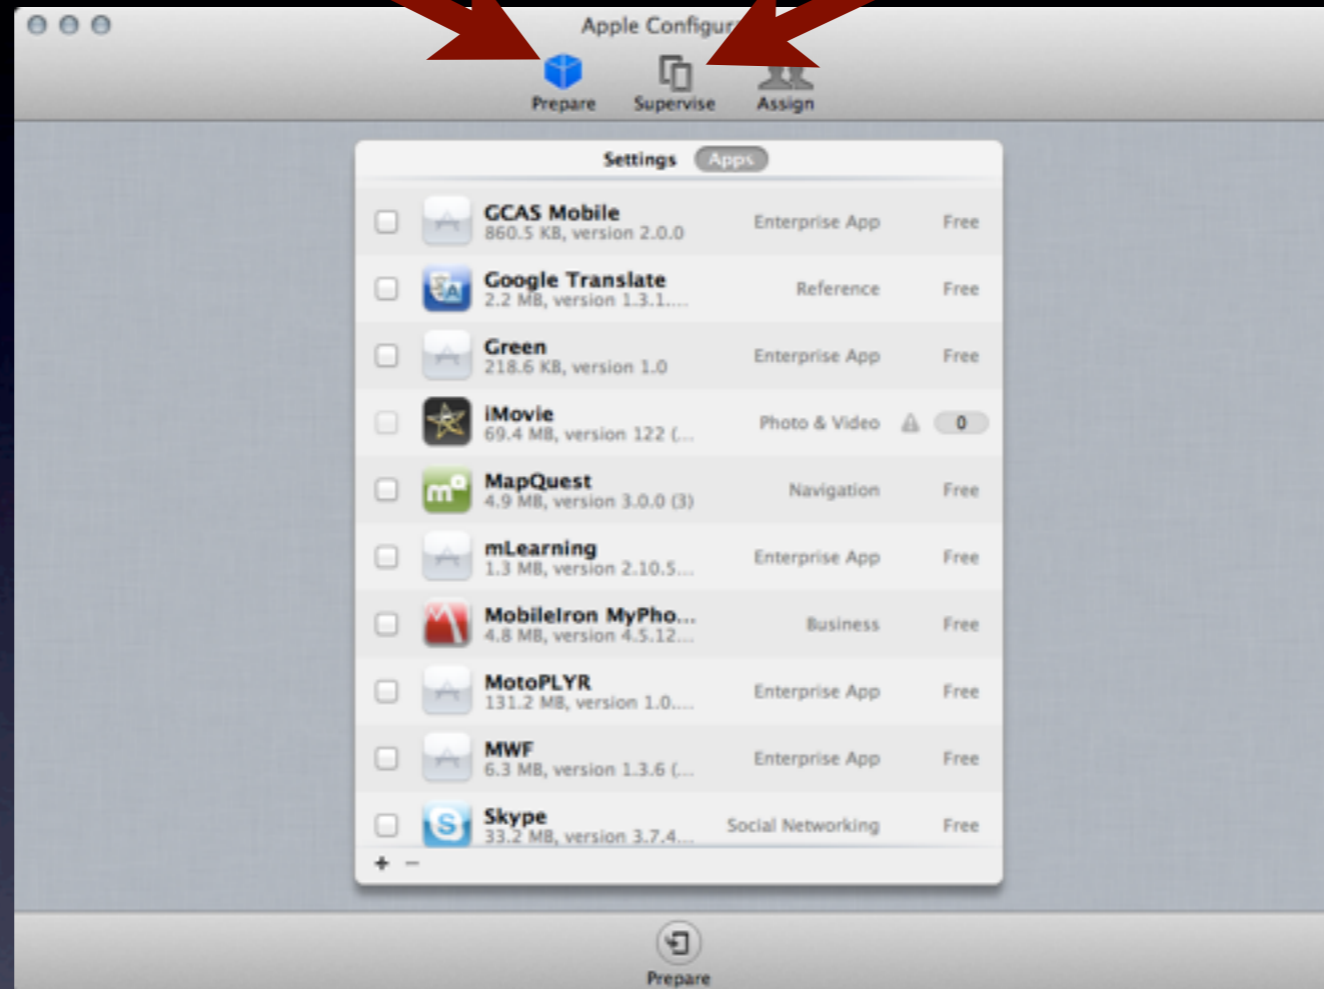 Apple Configur
Prepare Supervise Assign
Settings Apps
GCAS Mobile
860.5 KB, version 2.0.0
Enterprise App Free
Google Translate
2.2 MB, version 1.3.1....
Reference Free
Green
218.6 KB, version 1.0
Enterprise App Free
iMovie
69.4 MB, version 122 (...
Photo & Video 0
MapQuest
4.9 MB, version 3.0.0 (3)
Navigation Free
mLearning
1.3 MB, version 2.10.5...
Enterprise App Free
MobileIron MyPho...
4.8 MB, version 4.5.12...
Business Free
MotoPLYR
131.2 MB, version 1.0....
Enterprise App Free
MWF
6.3 MB, version 1.3.6 (...
Enterprise App Free
Skype
33.2 MB, version 3.7.4...
Social Networking Free
+ −
Prepare